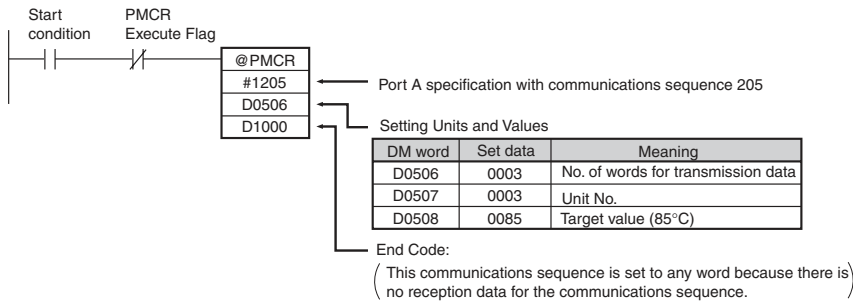 Start condition
PMCR Execute Flag
@PMCR
#1205
D0506
D1000
Port A specification with communications sequence 205
Setting Units and Values
DM word Set data Meaning
D0506 0003 No. of words for transmission data
D0507 0003 Unit No.
D0508 0085 Target value (85°C)
End Code:
( This communications sequence is set to any word because there is
no reception data for the communications sequence. )